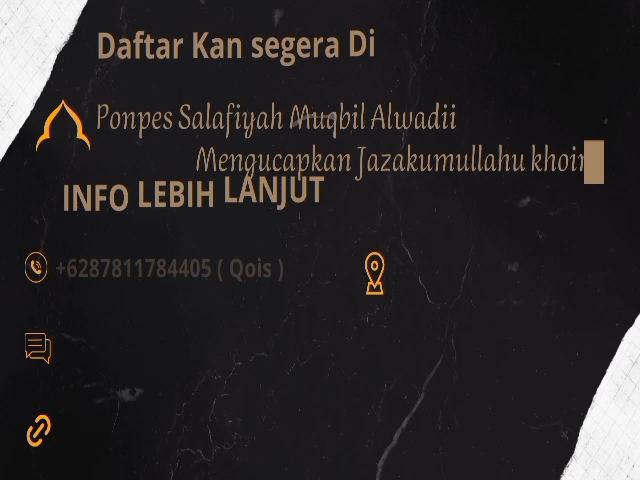 Daftar Kan segera Di
Ponpes Salafiyah Muqbil Alwadii
Mengucapkan Jazakumullahu khoir
INFO LEBIH LANJUT
+6287811784405 ( Qois )